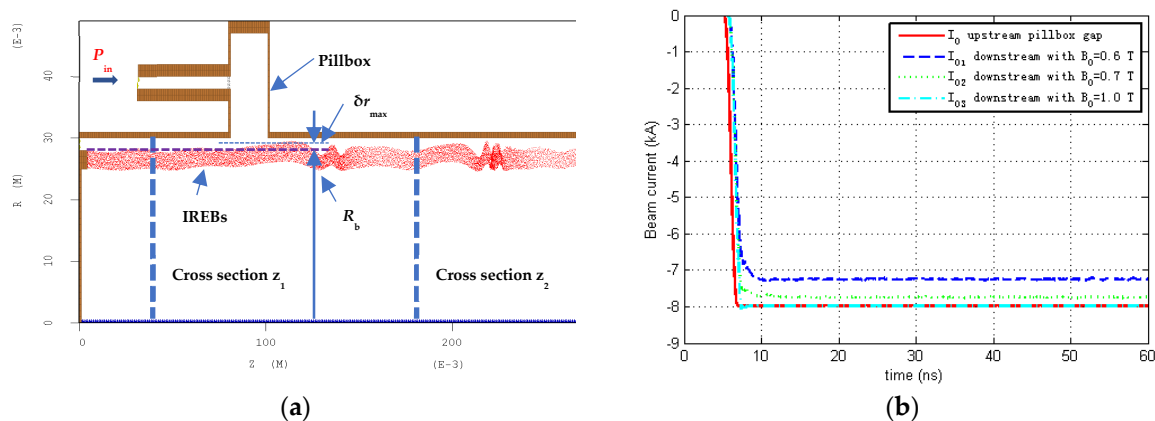 (E-3)
40
30
20
10
0
R (M)
P in
Pillbox
δr max
IREBs
R b
Cross section z1
Cross section z2
0
100
200
Z (M)
(E-3)
(a)
I0 upstream pillbox gap
I01 downstream with B0=0.6 T
I02 downstream with B0=0.7 T
I03 downstream with B0=1.0 T
0
-1
-2
-3
-4
-5
-6
-7
-8
-9
Beam current (kA)
0
10
20
30
40
50
60
time (ns)
(b)